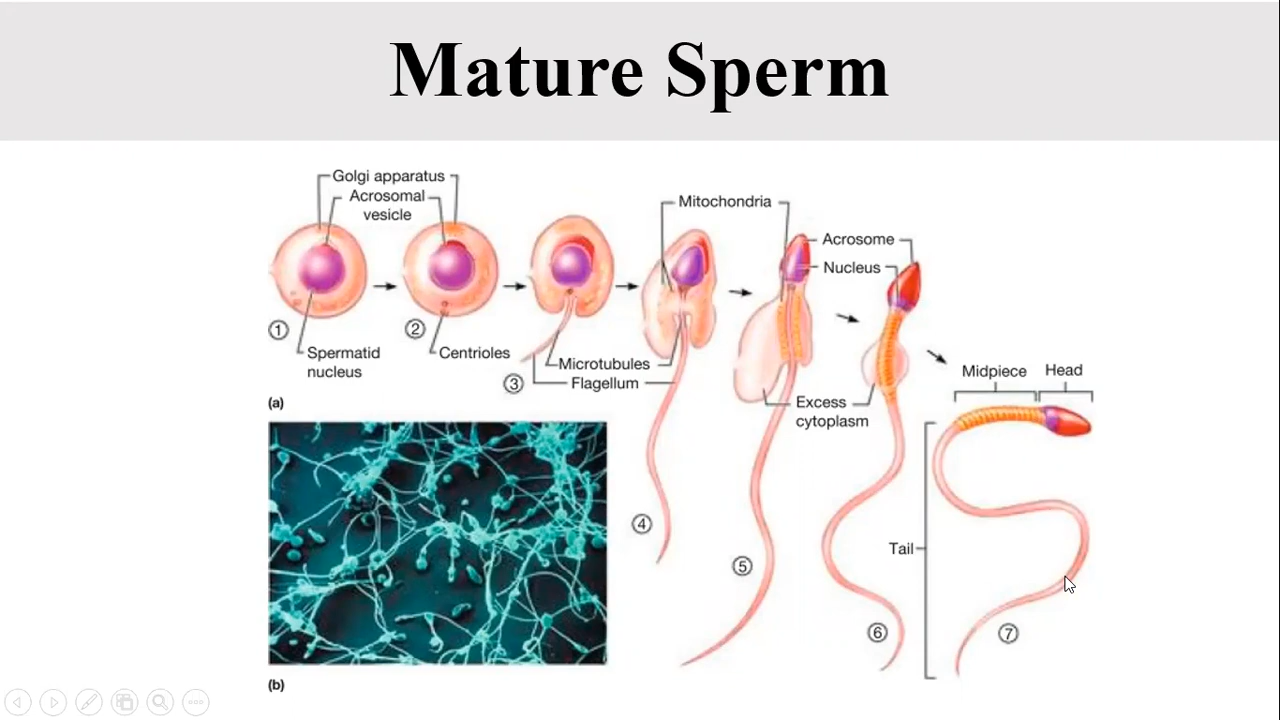 Mature Sperm
Golgi apparatus
Acrosomal
vesicle
Mitochondria
Acrosome
Nucleus
①
②
Spermatid
nucleus
Centrioles
③
Microtubules
Flagellum
Midpiece
Head
Excess
cytoplasm
(a)
④
⑤
Tail
⑥
⑦
(b)